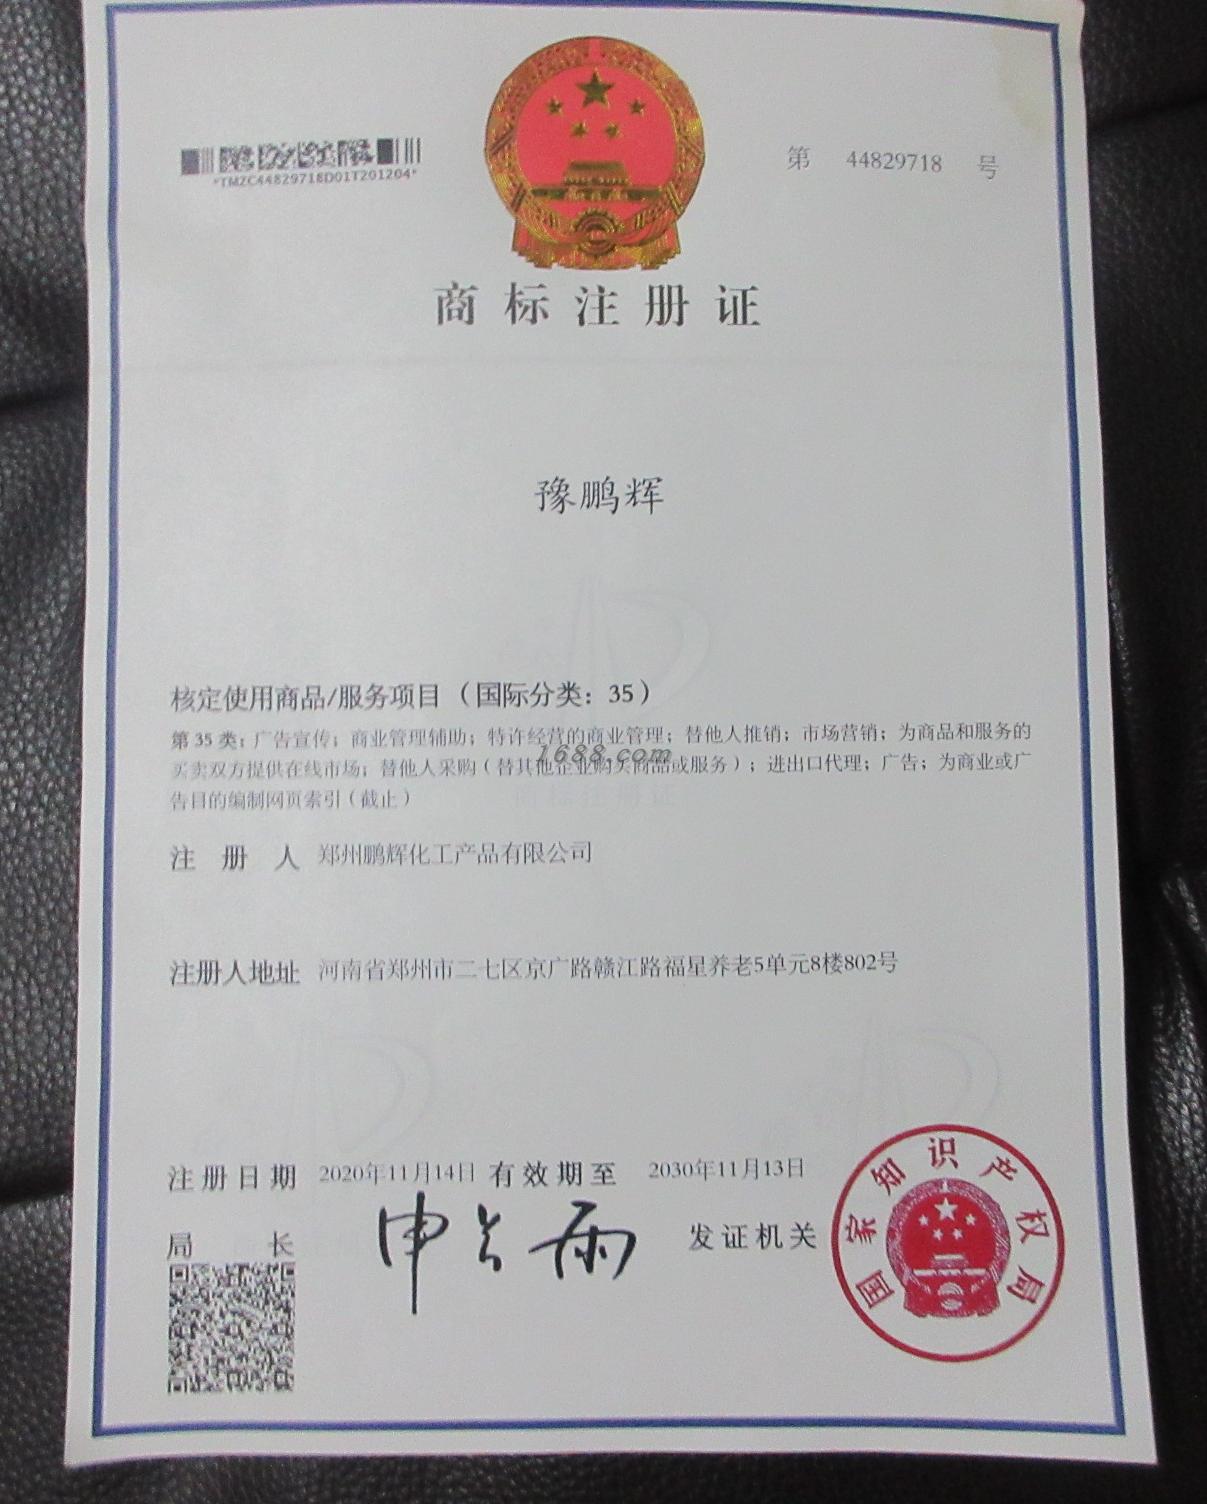 *TMZC44829718D01T201204*
第 44829718 号
商标注册证
豫鹏辉
核定使用商品/服务项目（国际分类：35）
第 35 类：广告宣传；商业管理辅助；特许经营的商业管理；替他人推销；市场营销；为商品和服务的
买卖双方提供在线市场；替他人采购（替其他企业购买商品或服务）；进出口代理；广告；为商业或广
告目的编制网页索引（截止）
1688.com
商标注册证
注册人 郑州鹏辉化工产品有限公司
注册人地址 河南省郑州市二七区京广路赣江路福星养老5单元8楼802号
注册日期 2020年11月14日 有效期至 2030年11月13日
局长 申长雨 发证机关
国家知识产权局